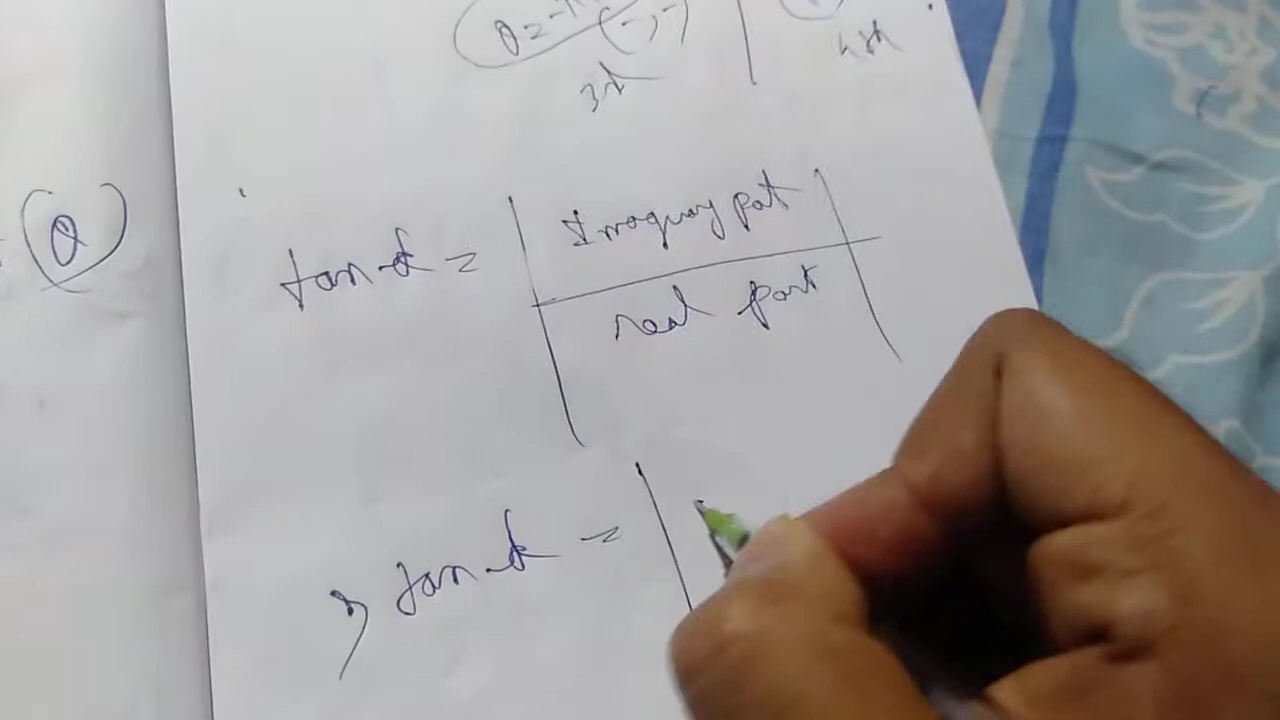 (-,-)
3rd
4th
θ
tan α = | Imaginary part
real part |
⇒ tan α = |